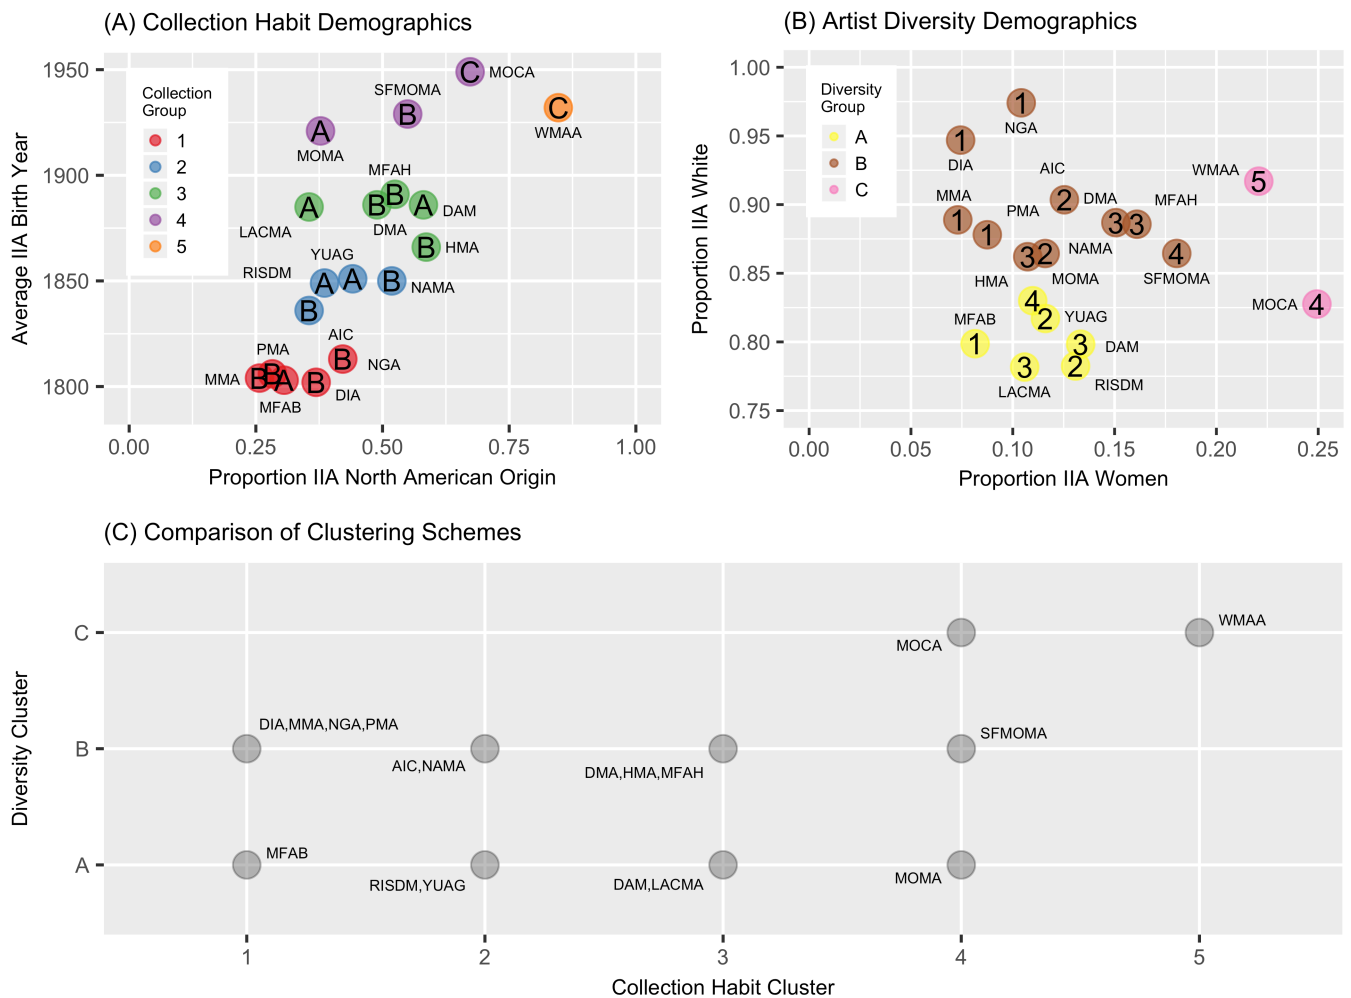 (A) Collection Habit Demographics
Average IIA Birth Year
1950
1900
1850
1800
Collection
Group
1
2
3
4
5
C MOCA
SFMOMA
B
C
WMAA
A
MOMA
MFAH
B
A B A
DAM
LACMA
DMA
B HMA
YUAG
RISDM
A A B
NAMA
B
AIC
PMA
B
NGA
MMA B B A B
DIA
MFAB
0.00 0.25 0.50 0.75 1.00
Proportion IIA North American Origin
(B) Artist Diversity Demographics
Proportion IIA White
1.00
0.95
0.90
0.85
0.80
0.75
Diversity
Group
A
B
C
1
NGA
1
DIA
AIC
WMAA 5
MMA
2
DMA
MFAH
PMA
1
3 3
1
NAMA
3 2
4
HMA
MOMA
SFMOMA
4
MOCA 4
MFAB
2
YUAG
1
3
DAM
3
2
LACMA
RISDM
0.00 0.05 0.10 0.15 0.20 0.25
Proportion IIA Women
(C) Comparison of Clustering Schemes
Diversity Cluster
C
B
A
WMAA
MOCA
DIA,MMA,NGA,PMA
SFMOMA
AIC,NAMA
DMA,HMA,MFAH
MFAB
RISDM,YUAG
DAM,LACMA
MOMA
1 2 3 4 5
Collection Habit Cluster